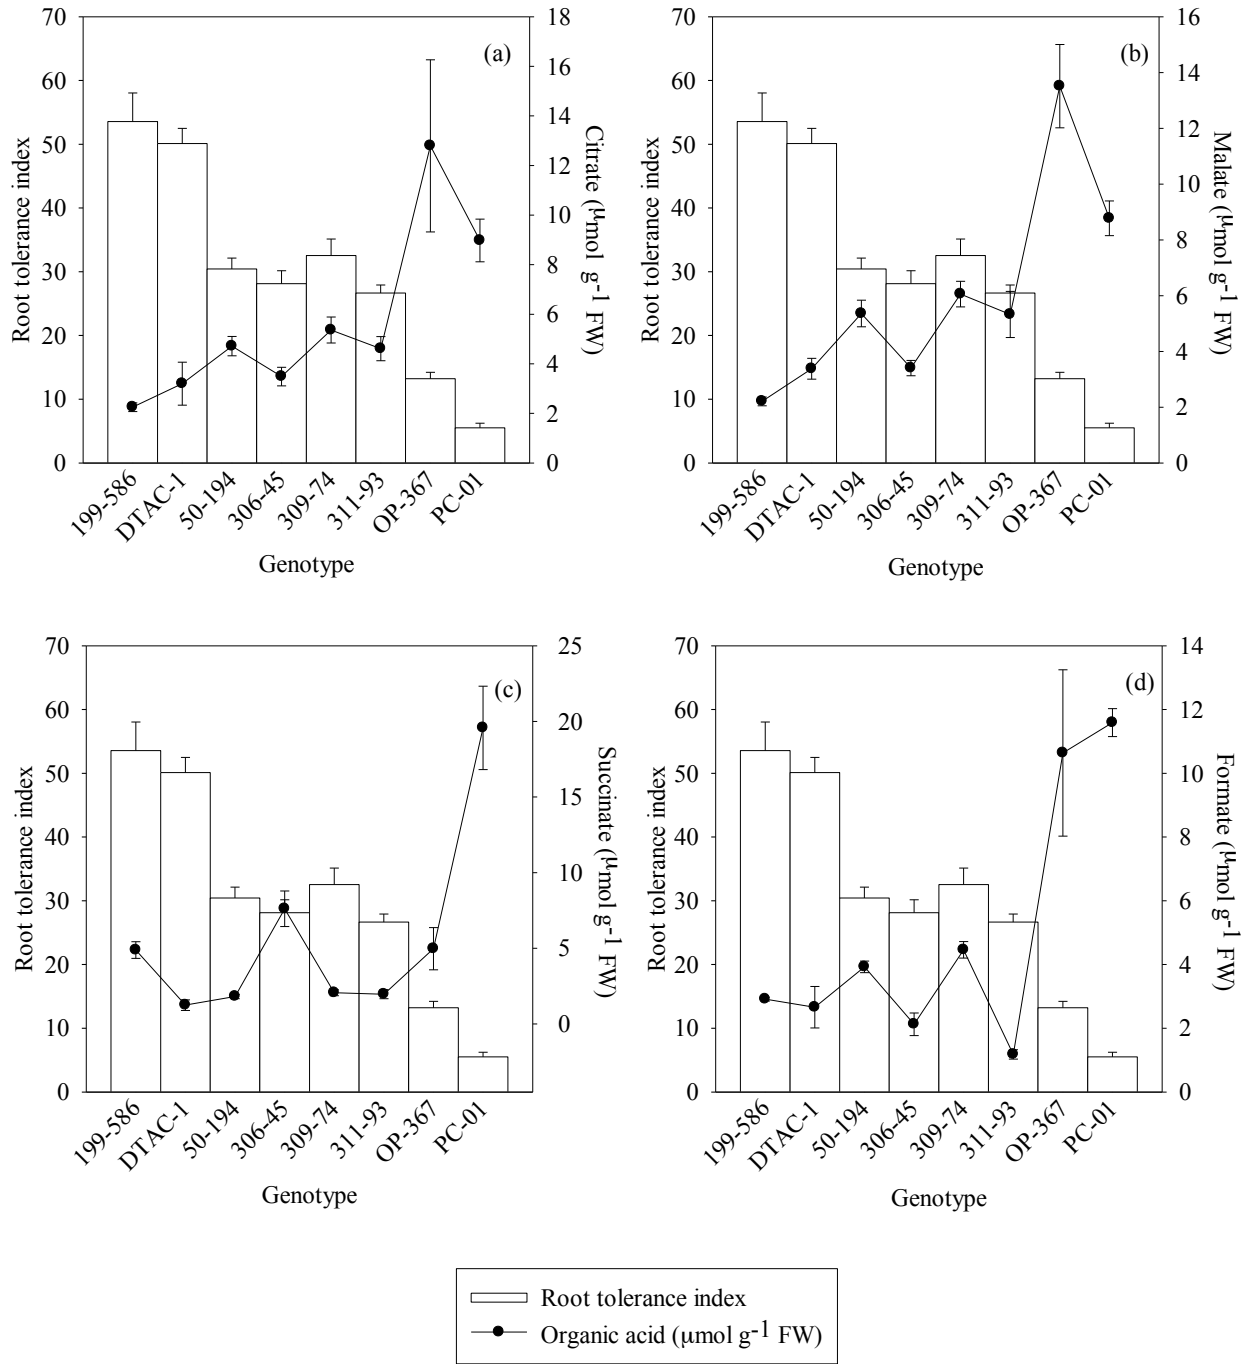 (a)
Root tolerance index
70
60
50
40
30
20
10
0
18
16
14
12
10
8
6
4
2
0
Citrate (μmol g-1 FW)
199-586
DTAC-1
50-194
306-45
309-74
311-93
OP-367
PC-01
Genotype
(b)
Root tolerance index
70
60
50
40
30
20
10
0
16
14
12
10
8
6
4
2
0
Malate (μmol g-1 FW)
199-586
DTAC-1
50-194
306-45
309-74
311-93
OP-367
PC-01
Genotype
(c)
Root tolerance index
70
60
50
40
30
20
10
0
25
20
15
10
5
0
Succinate (μmol g-1 FW)
199-586
DTAC-1
50-194
306-45
309-74
311-93
OP-367
PC-01
Genotype
(d)
Root tolerance index
70
60
50
40
30
20
10
0
14
12
10
8
6
4
2
0
Formate (μmol g-1 FW)
199-586
DTAC-1
50-194
306-45
309-74
311-93
OP-367
PC-01
Genotype
Root tolerance index
Organic acid (μmol g-1 FW)